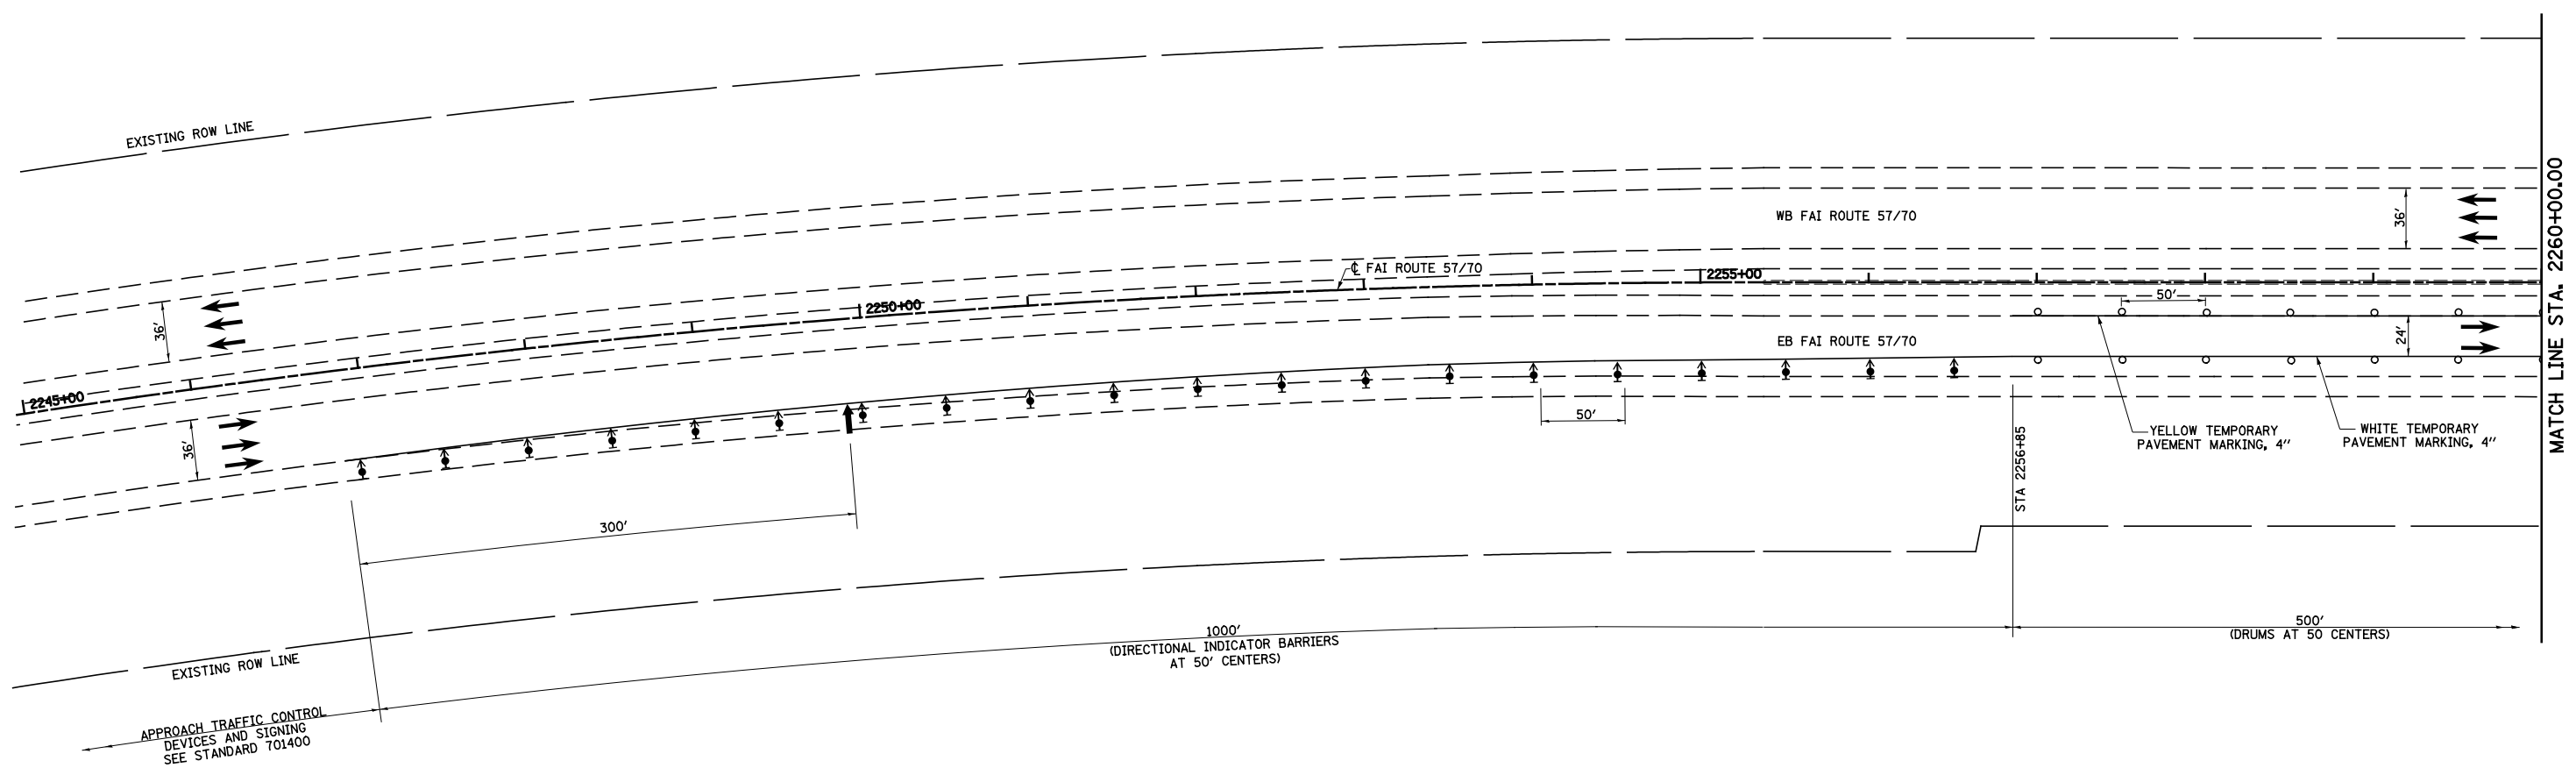 EXISTING ROW LINE
WB FAI ROUTE 57/70
36'
MATCH LINE STA. 2260+00.00
℄ FAI ROUTE 57/70
2255+00
2250+00
50'
36'
2245+00
EB FAI ROUTE 57/70
24'
36'
50'
YELLOW TEMPORARY
PAVEMENT MARKING, 4"
WHITE TEMPORARY
PAVEMENT MARKING, 4"
STA 2256+85
300'
EXISTING ROW LINE
1000'
(DIRECTIONAL INDICATOR BARRIERS
AT 50' CENTERS)
500'
(DRUMS AT 50 CENTERS)
APPROACH TRAFFIC CONTROL
DEVICES AND SIGNING
SEE STANDARD 701400